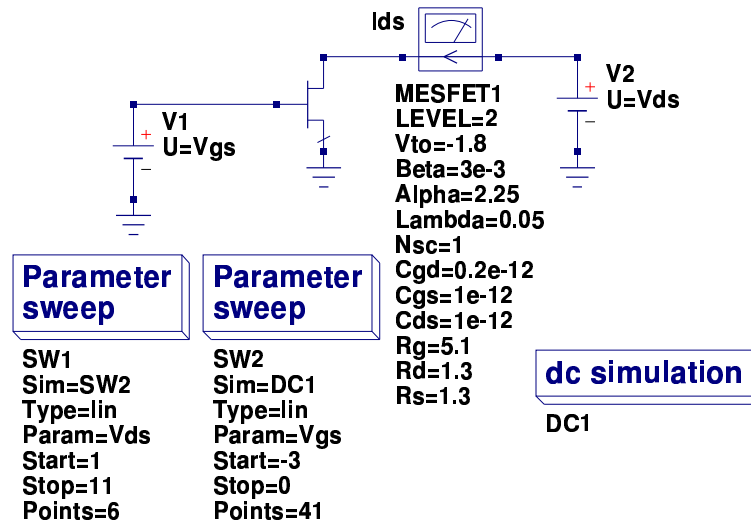 Ids
V1
U=Vgs
V2
U=Vds
MESFET1
LEVEL=2
Vto=-1.8
Beta=3e-3
Alpha=2.25
Lambda=0.05
Nsc=1
Cgd=0.2e-12
Cgs=1e-12
Cds=1e-12
Rg=5.1
Rd=1.3
Rs=1.3
Parameter
sweep
SW1
Sim=SW2
Type=lin
Param=Vds
Start=1
Stop=11
Points=6
Parameter
sweep
SW2
Sim=DC1
Type=lin
Param=Vgs
Start=-3
Stop=0
Points=41
dc simulation
DC1